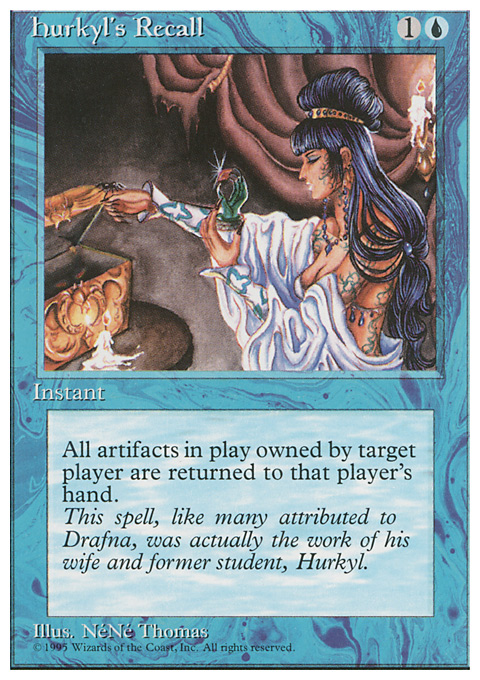 Hurkyl's Recall 1
Instant
All artifacts in play owned by target
player are returned to that player's
hand.
This spell, like many attributed to
Drafna, was actually the work of his
wife and former student, Hurkyl.
Illus. NéNé Thomas
© 1995 Wizards of the Coast, Inc. All rights reserved.